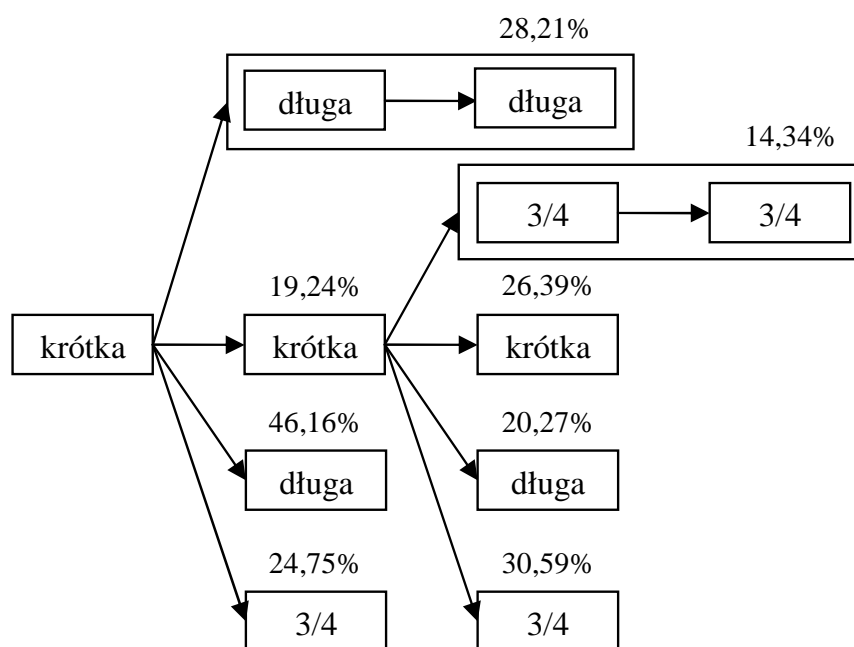 28,21%
długa długa
14,34%
3/4 3/4
19,24% 26,39%
krótka krótka krótka
46,16% 20,27%
długa długa
24,75% 30,59%
3/4 3/4